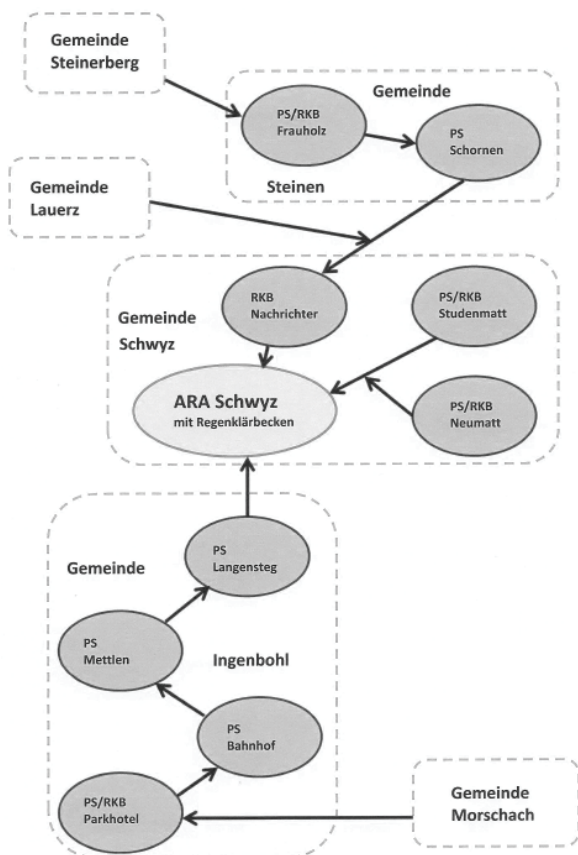 Gemeinde
Steinerberg
Gemeinde
PS/RKB
Frauholz
PS
Schornen
Steinen
Gemeinde
Lauerz
RKB
Nachrichter
PS/RKB
Studenmatt
Gemeinde
Schwyz
ARA Schwyz
mit Regenklärbecken
PS/RKB
Neumatt
PS
Langensteg
Gemeinde
PS
Mettlen
Ingenbohl
PS
Bahnhof
PS/RKB
Parkhotel
Gemeinde
Morschach